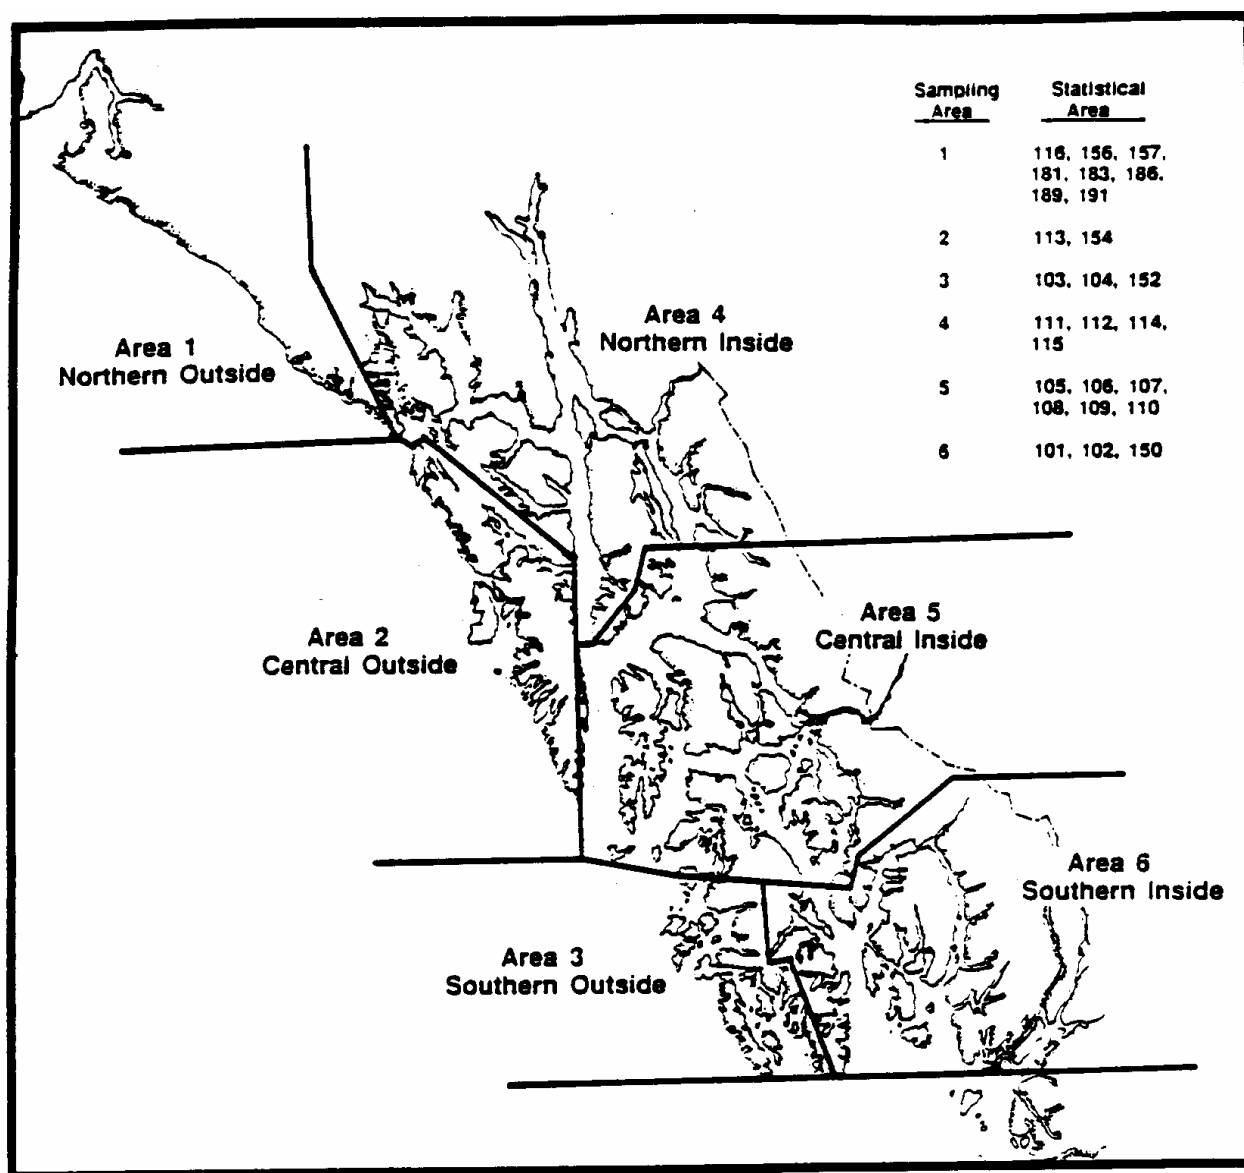 Sampling Area Statistical Area
1 116, 156, 157,
181, 183, 186,
189, 191
2 113, 154
3 103, 104, 152
4 111, 112, 114,
115
5 105, 106, 107,
108, 109, 110
6 101, 102, 150
Area 4
Northern Inside
Area 1
Northern Outside
Area 5
Central Inside
Area 2
Central Outside
Area 6
Southern Inside
Area 3
Southern Outside